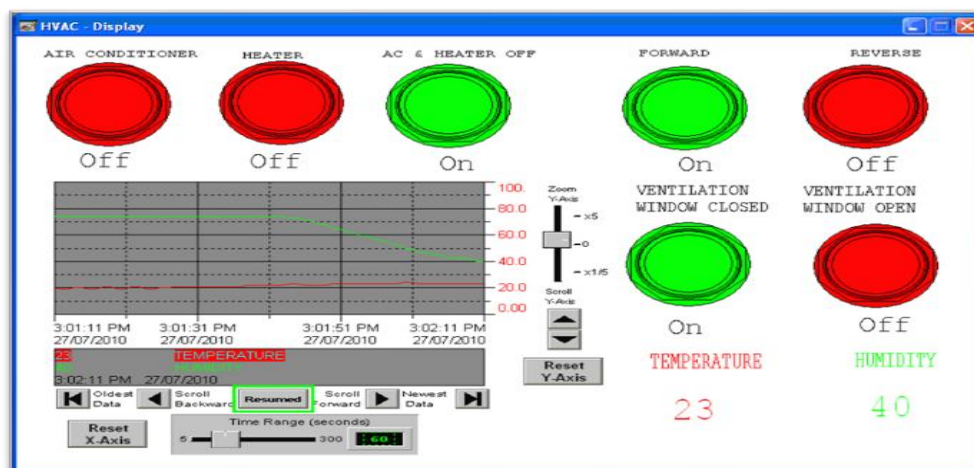 HVAC - Display
AIR CONDITIONER
HEATER
AC & HEATER OFF
FORWARD
REVERSE
Off
Off
On
On
Off
100.
80.0
60.0
40.0
20.0
0.00
Zoom
Y-Axis
x5
0
x1/5
Scroll
Y-Axis
Reset
Y-Axis
VENTILATION
WINDOW CLOSED
VENTILATION
WINDOW OPEN
On
Off
3:01:11 PM
27/07/2010
3:01:31 PM
27/07/2010
3:01:51 PM
27/07/2010
3:02:11 PM
27/07/2010
23 TEMPERATURE
40 HUMIDITY
3:02:11 PM 27/07/2010
Oldest
Data
Scroll
Backward
Resumed
Scroll
Forward
Newest
Data
Reset
X-Axis
Time Range (seconds)
5
300
60
TEMPERATURE
23
HUMIDITY
40